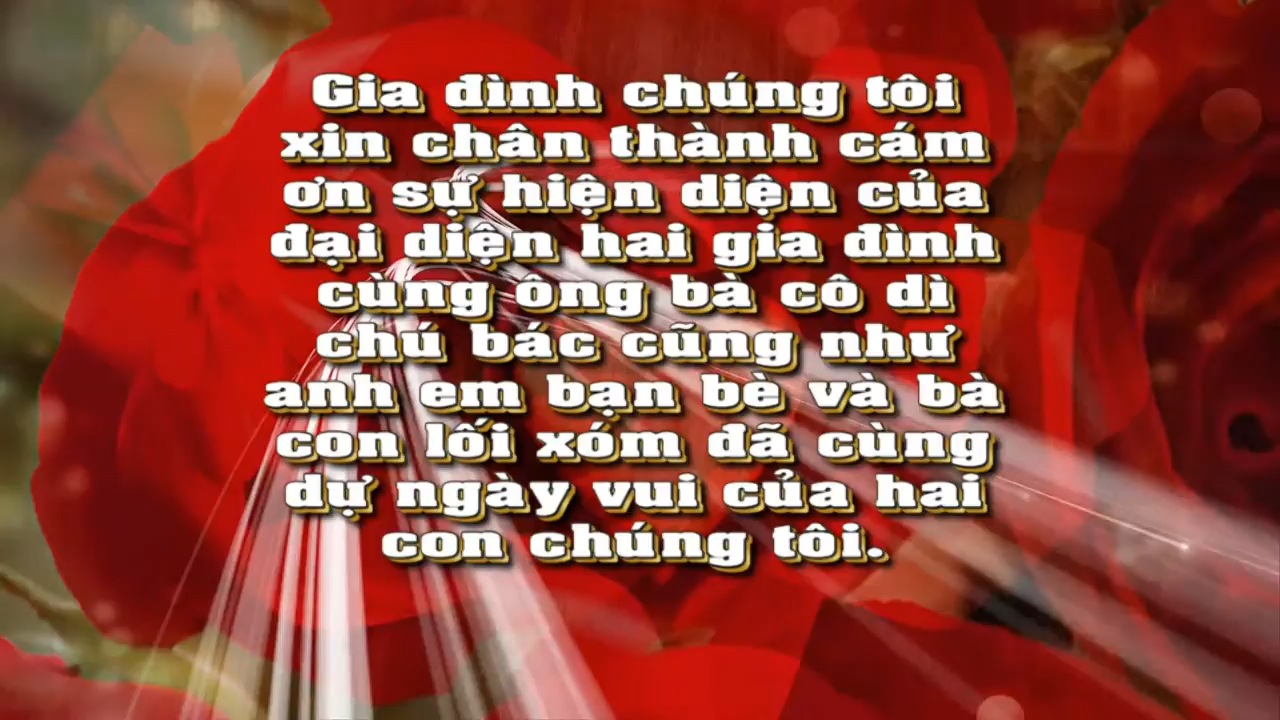 Gia đình chúng tôi
xin chân thành cám
ơn sự hiện diện của
đại diện hai gia đình
cùng ông bà cô dì
chú bác cũng như
anh em bạn bè và bà
con lối xóm đã cùng
dự ngày vui của hai
con chúng tôi.